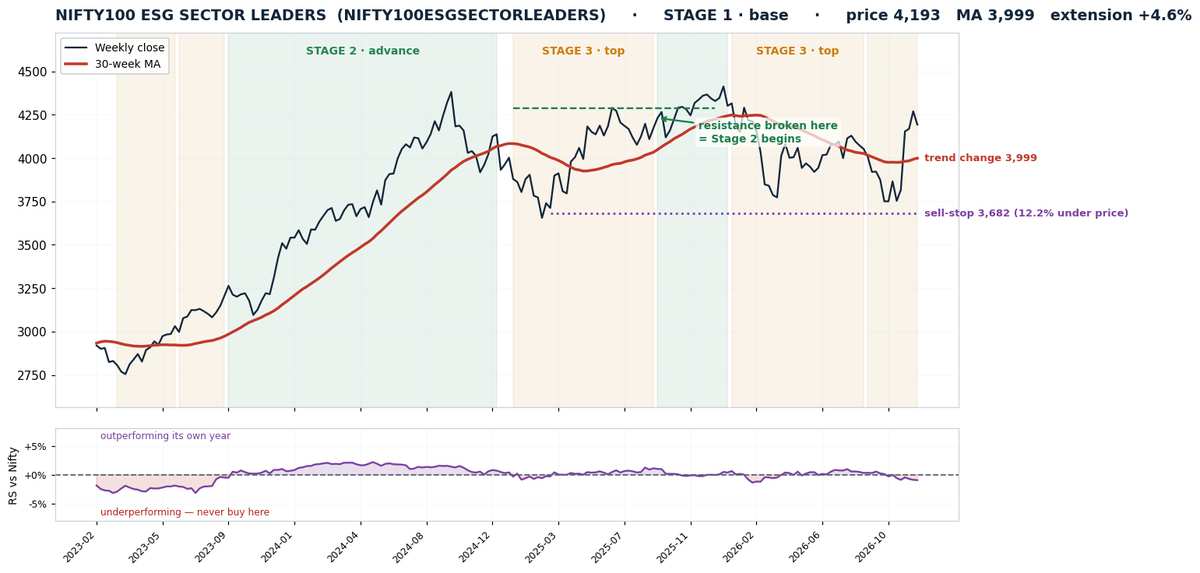 NIFTY100 ESG SECTOR LEADERS (NIFTY100ESGSECTORLEADERS) · STAGE 1 · base · price 4,193 MA 3,999 extension +4.6%
Weekly close
30-week MA
STAGE 2 · advance
STAGE 3 · top
STAGE 3 · top
4500
4250
4000
3750
3500
3250
3000
2750
resistance broken here
= Stage 2 begins
trend change 3,999
sell-stop 3,682 (12.2% under price)
RS vs Nifty
+5%
+0%
-5%
outperforming its own year
underperforming — never buy here
2023-02
2023-05
2023-09
2024-01
2024-04
2024-08
2024-12
2025-03
2025-07
2025-11
2026-02
2026-06
2026-10